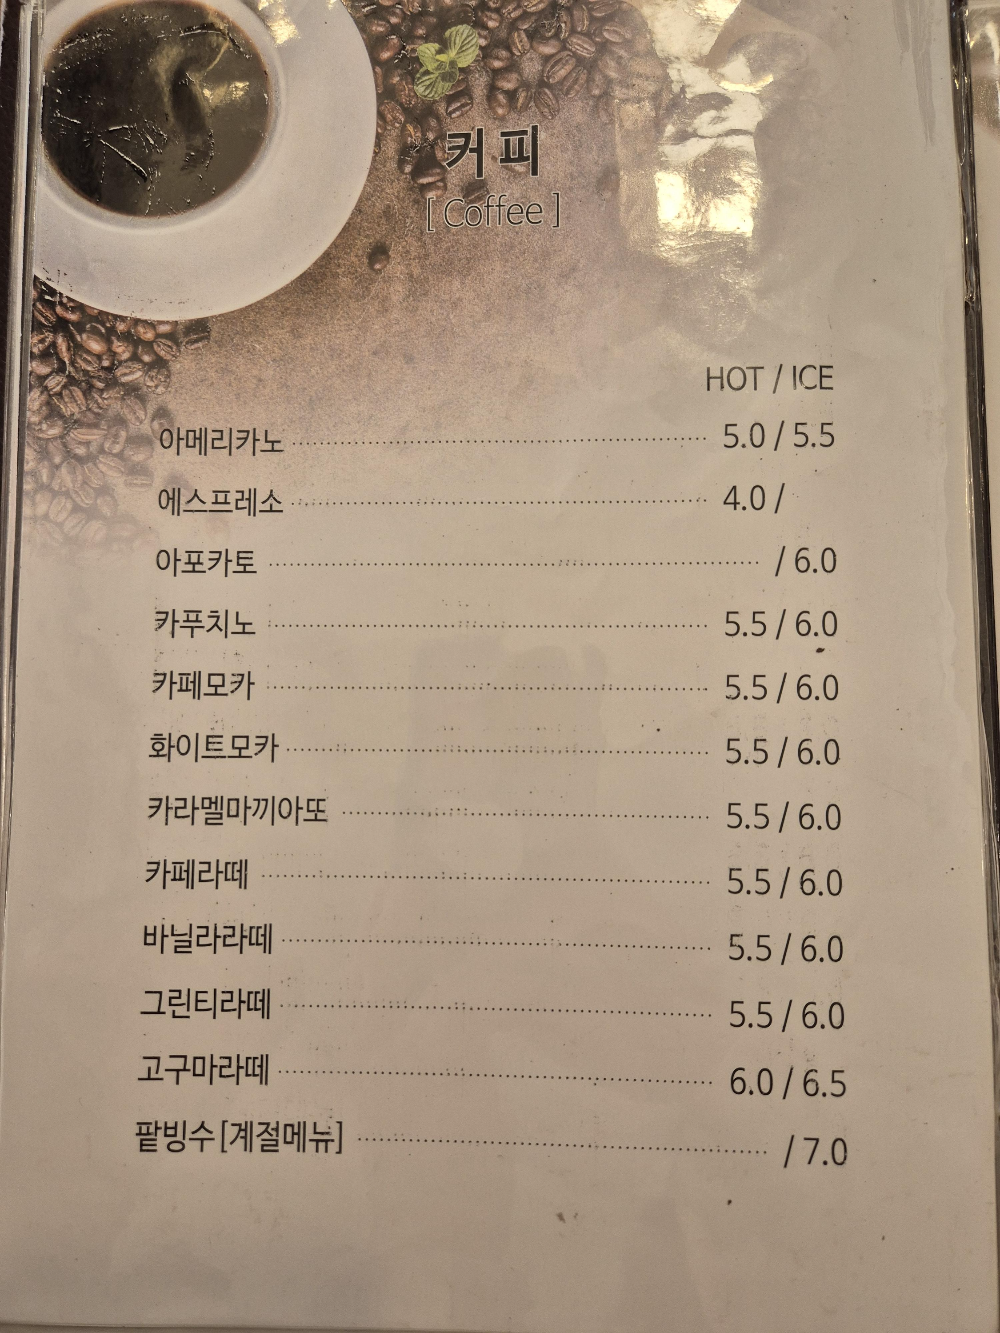 커피
[ Coffee ]
HOT / ICE
아메리카노 5.0 / 5.5
에스프레소 4.0 /
아포카토 / 6.0
카푸치노 5.5 / 6.0
카페모카 5.5 / 6.0
화이트모카 5.5 / 6.0
카라멜마끼아또 5.5 / 6.0
카페라떼 5.5 / 6.0
바닐라라떼 5.5 / 6.0
그린티라떼 5.5 / 6.0
고구마라떼 6.0 / 6.5
팥빙수 [계절메뉴] / 7.0